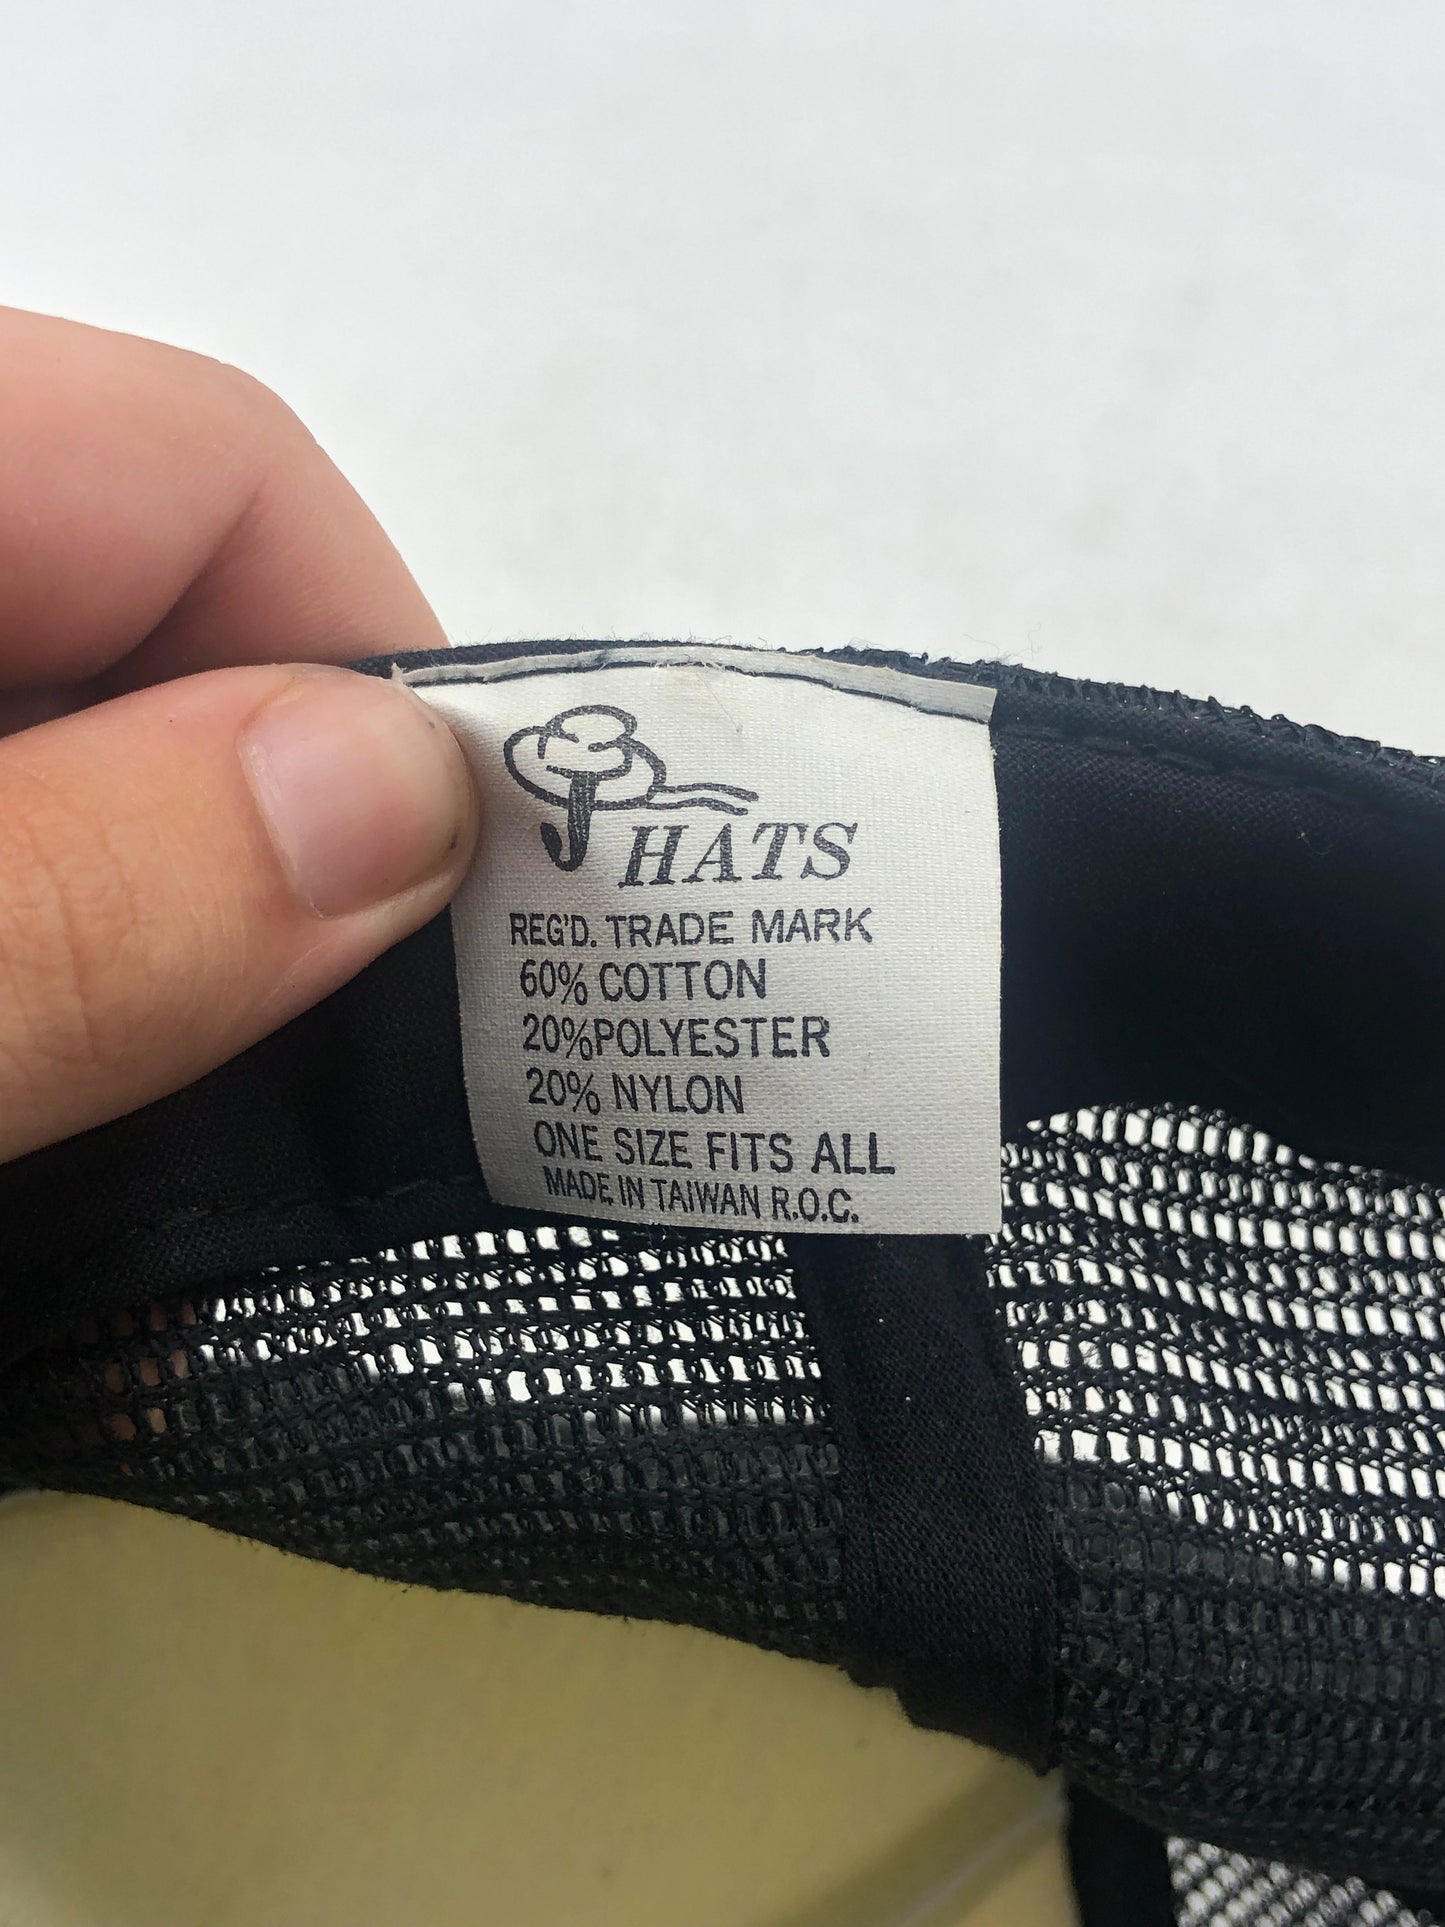 J HATS
REG'D. TRADE MARK
60% COTTON
20%POLYESTER
20% NYLON
ONE SIZE FITS ALL
MADE IN TAIWAN R.O.C.